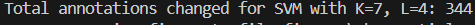 Total annotations changed for SVM with K=7, L=4: 344